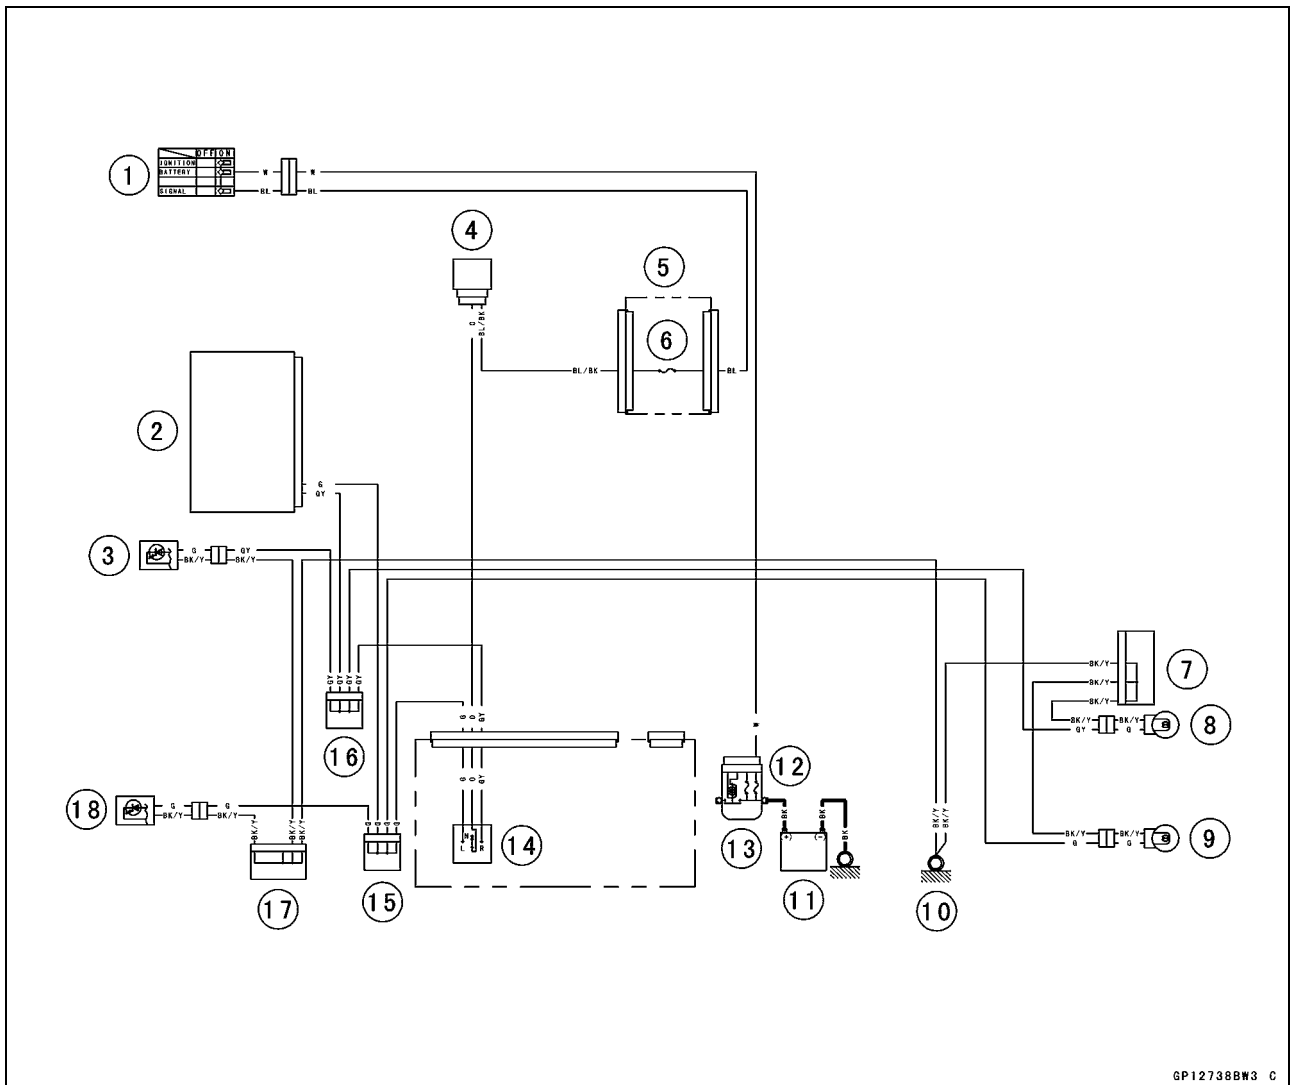 OFF ON
IGNITION
1
BATTERY
W
W
SIGNAL
BL
BL
4
5
O
BL/BK
6
BL/BK
BL
2
G
GY
3
G
GY
BK/Y
BK/Y
BK/Y
7
BK/Y
BK/Y
GY
GY
GY
GY
BK/Y
BK/Y
8
GY
G
G
O
GY
W
16
12
G
O
GY
18
G
G
BK/Y
BK/Y
BK
BK
BK
BK/Y
BK/Y
BK/Y
BK/Y
9
G
G
BK/Y
BK/Y
BK/Y
G
G
G
G
N
L
R
14
13
(+)
(-)
17
15
11
10
GP12738BW3 C